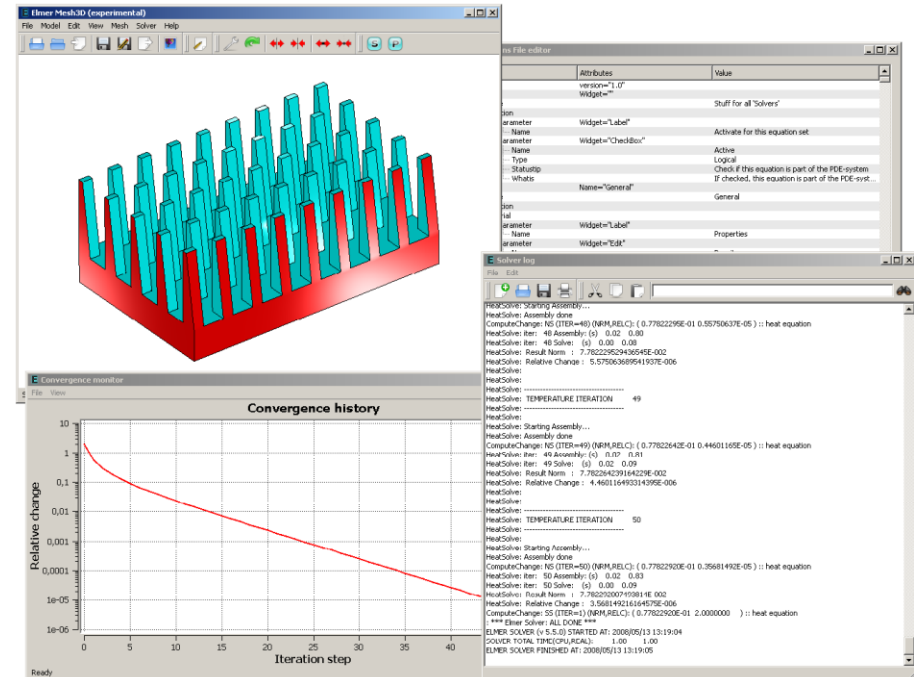 Elmer Mesh3D (experimental)
File Model Edit View Mesh Solver Help
S P
ns File editor
Attributes Value
version="1.0"
Widget=""
Stuff for all 'Solvers'
tion
arameter Widget="Label"
Name Activate for this equation set
arameter Widget="CheckBox"
Name Active
Type Logical
Statustip Check if this equation is part of the PDE-system
Whatis If checked, this equation is part of the PDE-syst...
Name="General"
General
tion
rial
arameter Widget="Label"
Name Properties
arameter Widget="Edit"
Solver log
File Edit
HeatSolve: Starting Assembly...
HeatSolve: Assembly done
ComputeChange: NS (ITER=48) (NRM,RELC): ( 0.77822295E-01 0.55750637E-05 ) :: heat equation
HeatSolve: iter: 48 Assembly: (s) 0.02 0.80
HeatSolve: iter: 48 Solve: (s) 0.00 0.08
HeatSolve: Result Norm : 7.782229529436545E-002
HeatSolve: Relative Change : 5.575063689541937E-006
HeatSolve:
HeatSolve:
HeatSolve: -------------------------------------
HeatSolve: TEMPERATURE ITERATION 49
HeatSolve: -------------------------------------
HeatSolve:
HeatSolve: Starting Assembly...
HeatSolve: Assembly done
ComputeChange: NS (ITER=49) (NRM,RELC): ( 0.77822642E-01 0.44601165E-05 ) :: heat equation
HeatSolve: iter: 49 Assembly: (s) 0.02 0.81
HeatSolve: iter: 49 Solve: (s) 0.02 0.09
HeatSolve: Result Norm : 7.782264239164229E-002
HeatSolve: Relative Change : 4.460116493314395E-006
HeatSolve:
HeatSolve:
HeatSolve: -------------------------------------
HeatSolve: TEMPERATURE ITERATION 50
HeatSolve: -------------------------------------
HeatSolve:
HeatSolve: Starting Assembly...
HeatSolve: Assembly done
ComputeChange: NS (ITER=50) (NRM,RELC): ( 0.77822920E-01 0.35681492E-05 ) :: heat equation
HeatSolve: iter: 50 Assembly: (s) 0.02 0.83
HeatSolve: iter: 50 Solve: (s) 0.00 0.09
HeatSolve: Result Norm : 7.782292007493814E-002
HeatSolve: Relative Change : 3.568149216164575E-006
ComputeChange: SS (ITER=1) (NRM,RELC): ( 0.77822920E-01 2.0000000 ) :: heat equation
: *** Elmer Solver: ALL DONE ***
ELMER SOLVER (v 5.5.0) STARTED AT: 2008/05/13 13:19:04
SOLVER TOTAL TIME(CPU,REAL): 1.00 1.00
ELMER SOLVER FINISHED AT: 2008/05/13 13:19:05
Convergence monitor
File View
Convergence history
Relative change
10
1
0,1
0,01
0,001
0,0001
1e-05
1e-06
0 5 10 15 20 25 30 35 40
Iteration step
Ready